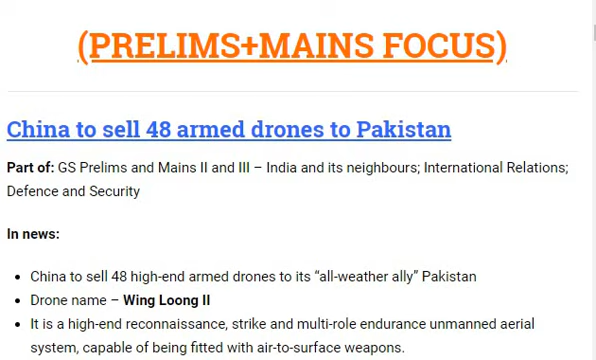 (PRELIMS+MAINS FOCUS)
China to sell 48 armed drones to Pakistan
Part of: GS Prelims and Mains II and III – India and its neighbours; International Relations;
Defence and Security
In news:
• China to sell 48 high-end armed drones to its “all-weather ally” Pakistan
• Drone name – Wing Loong II
• It is a high-end reconnaissance, strike and multi-role endurance unmanned aerial
system, capable of being fitted with air-to-surface weapons.